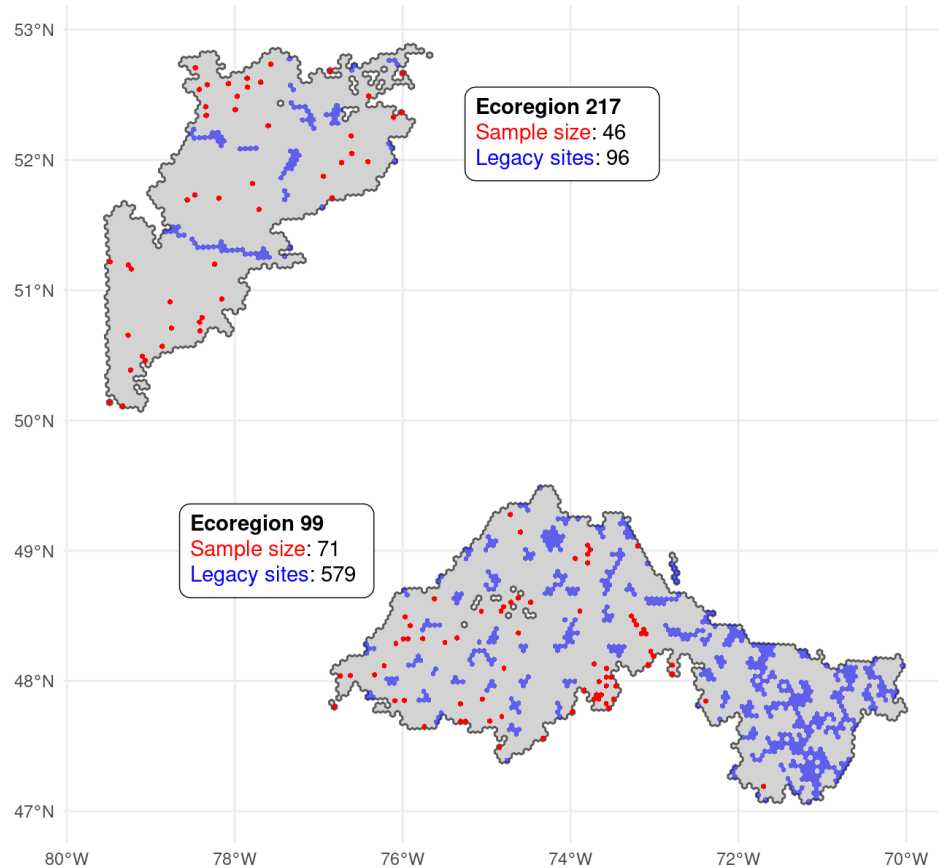 53°N
Ecoregion 217
Sample size: 46
Legacy sites: 96
52°N
51°N
50°N
Ecoregion 99
Sample size: 71
Legacy sites: 579
49°N
48°N
47°N
80°W 78°W 76°W 74°W 72°W 70°W